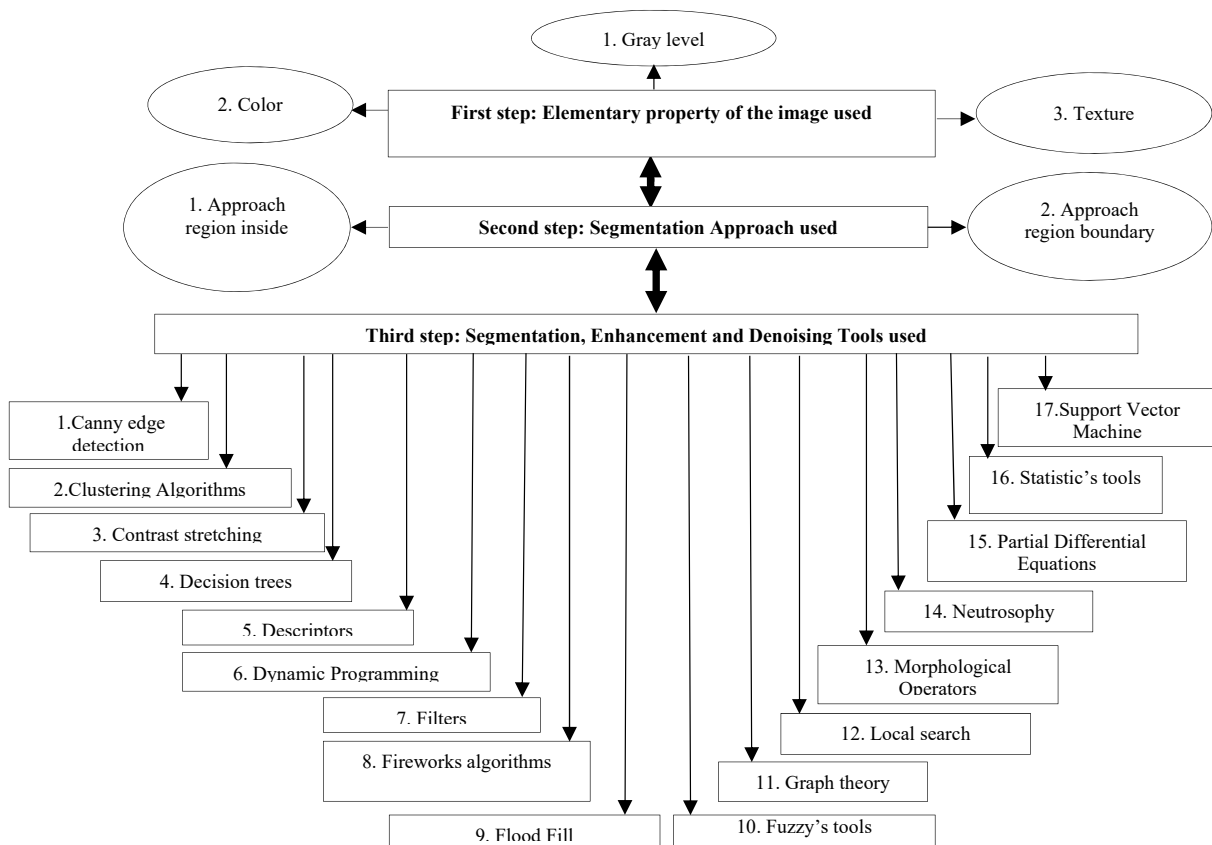 1. Gray level
2. Color
First step: Elementary property of the image used
3. Texture
1. Approach
region inside
Second step: Segmentation Approach used
2. Approach
region boundary
Third step: Segmentation, Enhancement and Denoising Tools used
1.Canny edge
detection
2.Clustering Algorithms
3. Contrast stretching
4. Decision trees
5. Descriptors
6. Dynamic Programming
7. Filters
8. Fireworks algorithms
9. Flood Fill
10. Fuzzy's tools
11. Graph theory
12. Local search
13. Morphological
Operators
14. Neutrosophy
15. Partial Differential
Equations
16. Statistic's tools
17.Support Vector
Machine